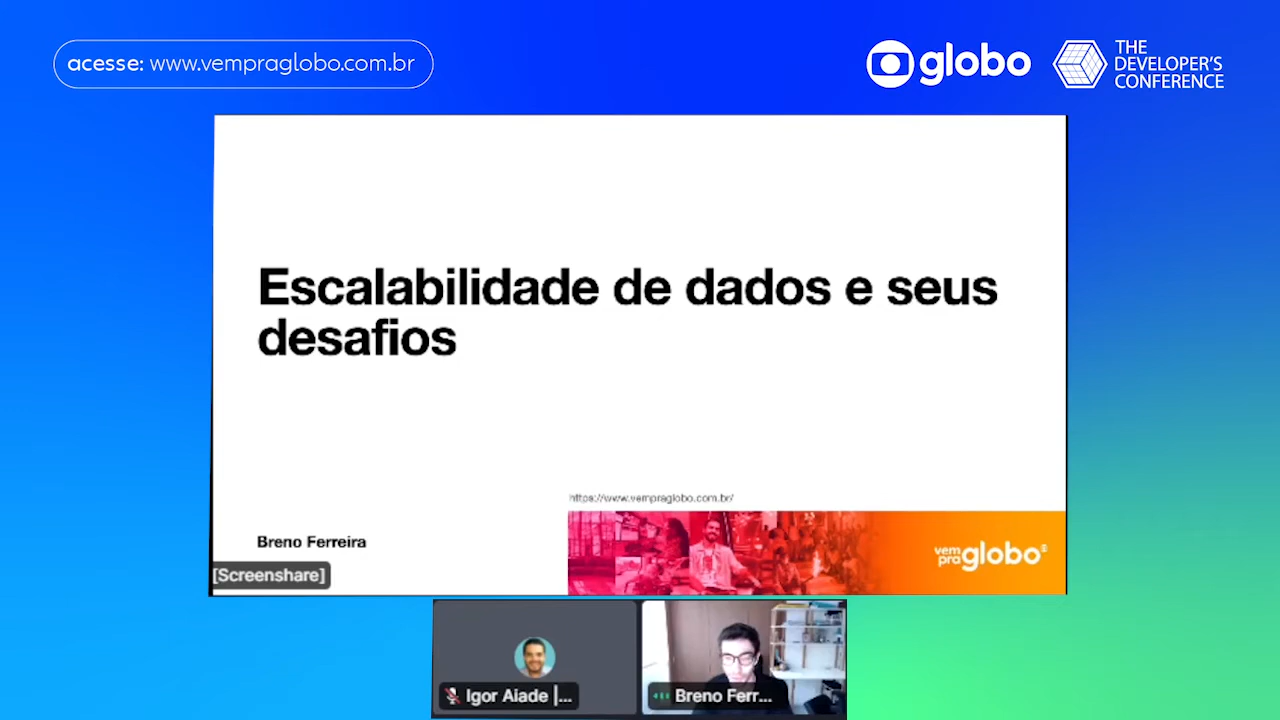 acesse: www.vempraglobo.com.br
globo
THE
DEVELOPER'S
CONFERENCE
Escalabilidade de dados e seus
desafios
https://www.vempraglobo.com.br/
Breno Ferreira
vem
pra globo
[Screenshare]
Igor Aiade |...
Breno Ferr...